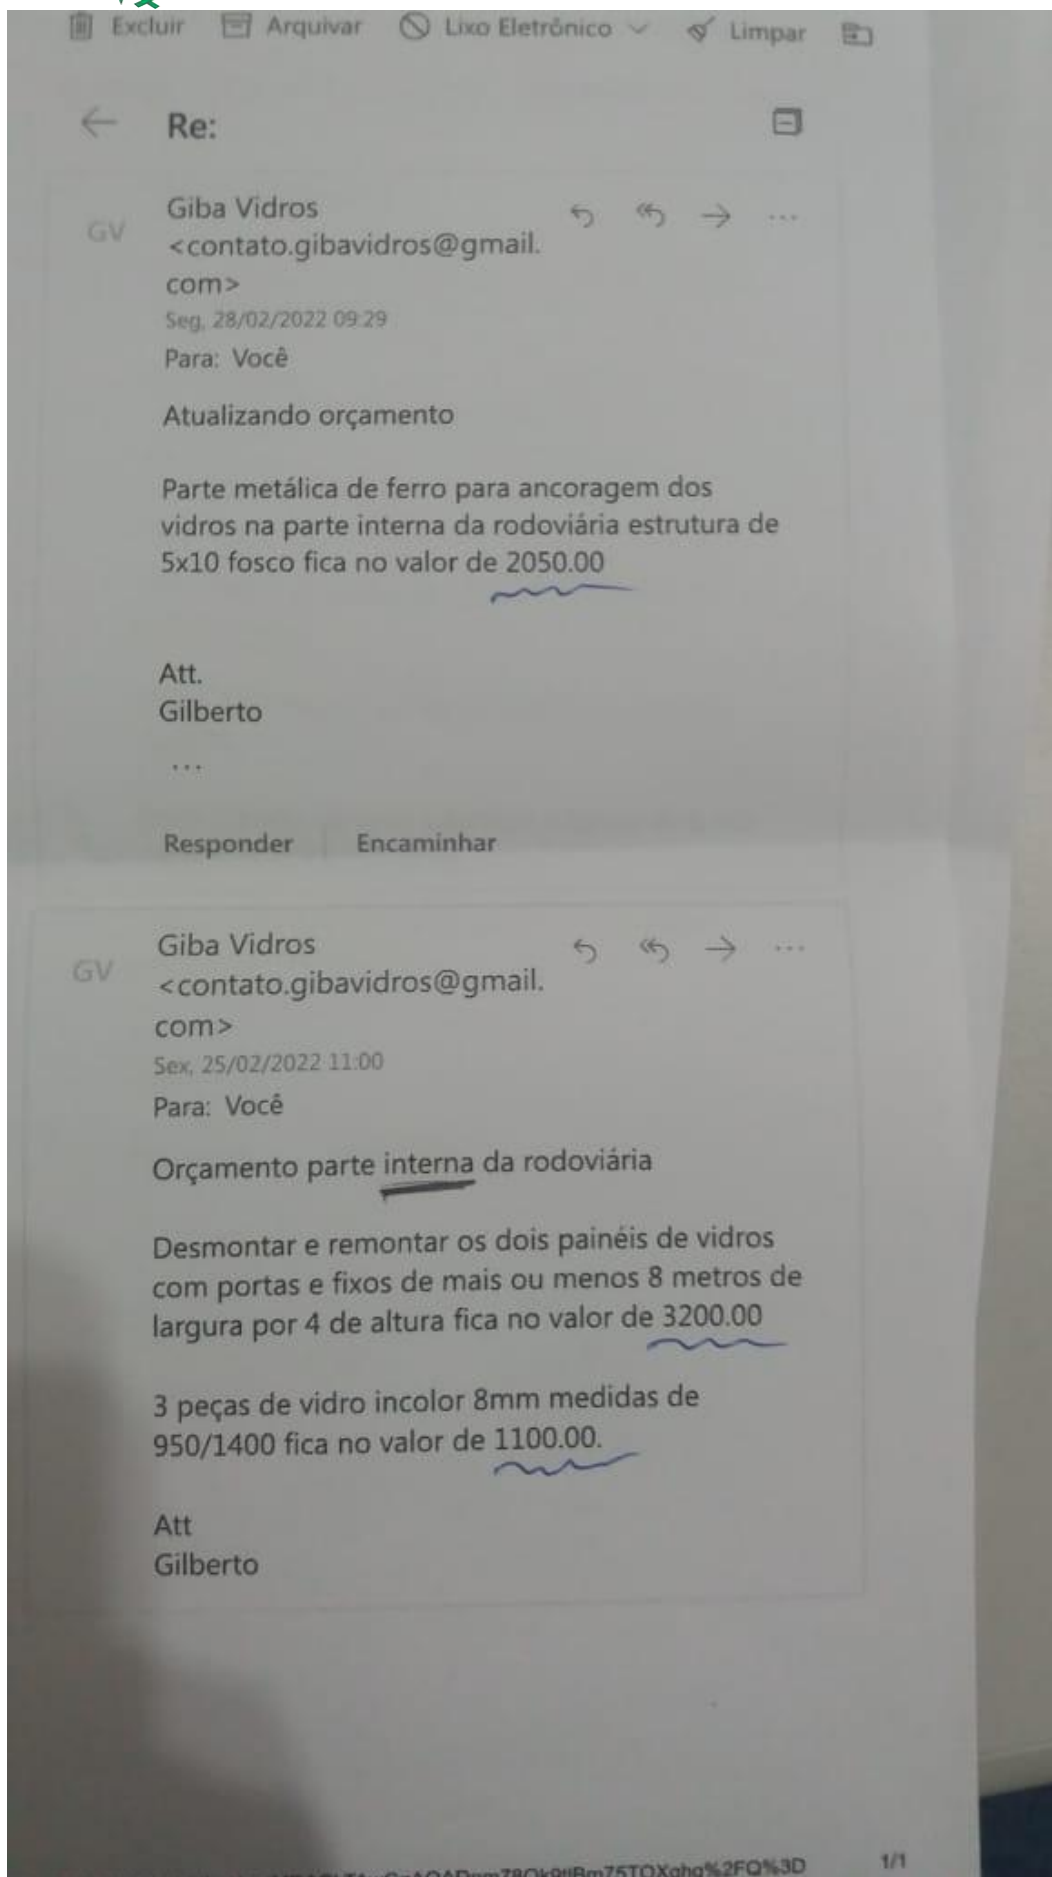 Excluir Arquivar Lixo Eletrônico Limpar
Re:
GV
Giba Vidros
<contato.gibavidros@gmail.
com>
Seg, 28/02/2022 09:29
Para: Você
Atualizando orçamento
Parte metálica de ferro para ancoragem dos
vidros na parte interna da rodoviária estrutura de
5x10 fosco fica no valor de 2050.00
Att.
Gilberto
...
Responder Encaminhar
GV
Giba Vidros
<contato.gibavidros@gmail.
com>
Sex, 25/02/2022 11:00
Para: Você
Orçamento parte interna da rodoviária
Desmontar e remontar os dois painéis de vidros
com portas e fixos de mais ou menos 8 metros de
largura por 4 de altura fica no valor de 3200.00
3 peças de vidro incolor 8mm medidas de
950/1400 fica no valor de 1100.00.
Att
Gilberto
1/1